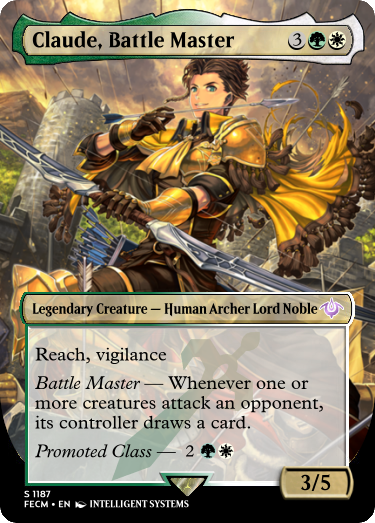 Claude, Battle Master 3
Legendary Creature — Human Archer Lord Noble
Reach, vigilance
Battle Master — Whenever one or
more creatures attack an opponent,
its controller draws a card.
Promoted Class — 2
3/5
S 1187
FECM • EN INTELLIGENT SYSTEMS